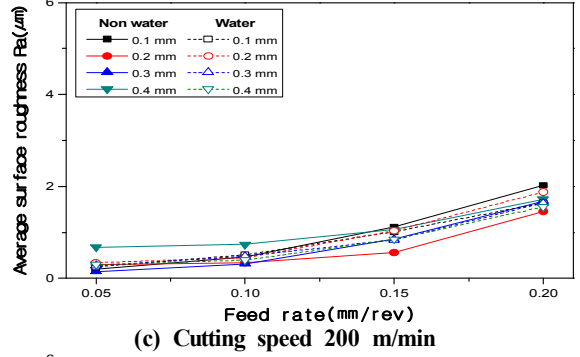 6
4
2
0
Average surface roughness Ra(μm)
Non water Water
0.1 mm 0.1 mm
0.2 mm 0.2 mm
0.3 mm 0.3 mm
0.4 mm 0.4 mm
0.05 0.10 0.15 0.20
Feed rate(mm/rev)
(c) Cutting speed 200 m/min